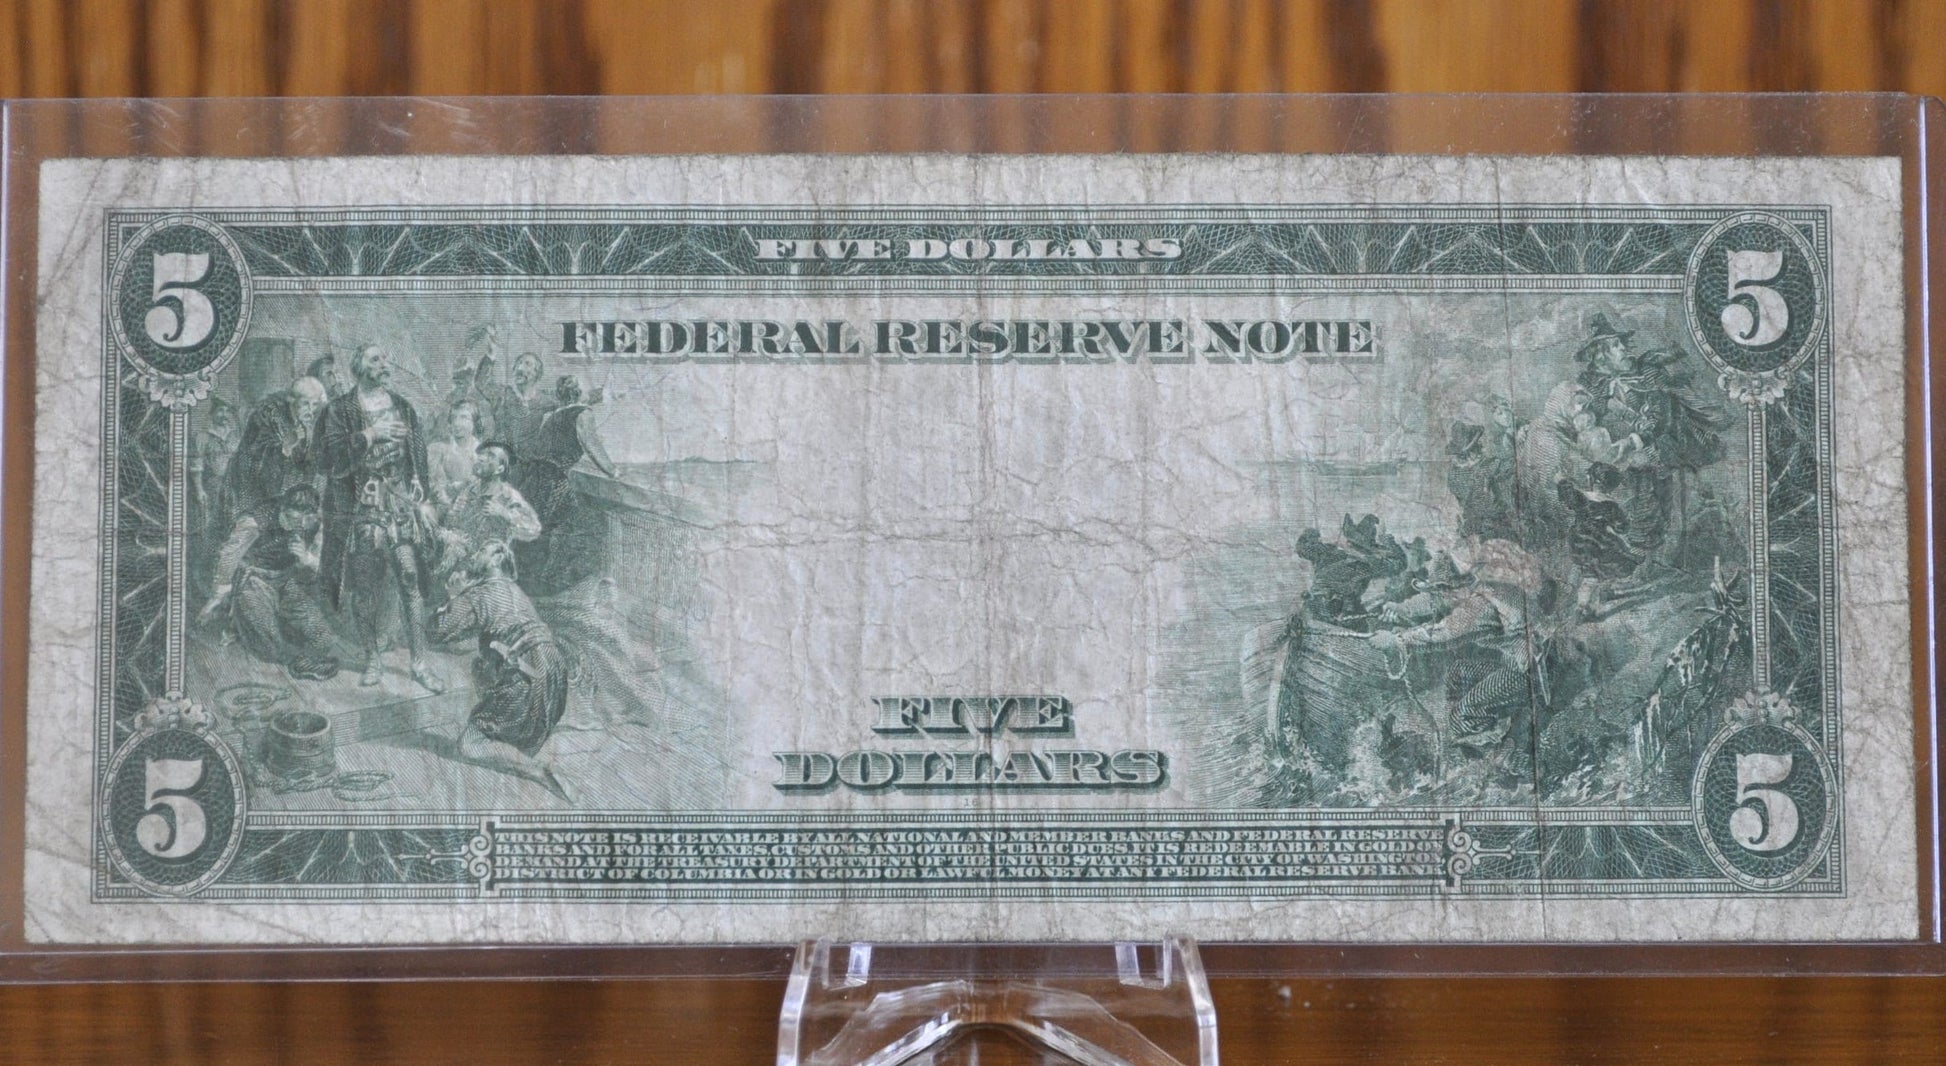 5 FIVE DOLLARS 5
FEDERAL RESERVE NOTE
FIVE
DOLLARS
16
5 5
THIS NOTE IS RECEIVABLE BY ALL NATIONAL AND MEMBER BANKS AND FEDERAL RESERVE
BANKS AND FOR ALL TAXES, CUSTOMS AND OTHER PUBLIC DUES. IT IS REDEEMABLE IN GOLD ON
DEMAND AT THE TREASURY DEPARTMENT OF THE UNITED STATES IN THE CITY OF WASHINGTON
DISTRICT OF COLUMBIA OR IN GOLD OR LAWFUL MONEY AT ANY FEDERAL RESERVE BANK